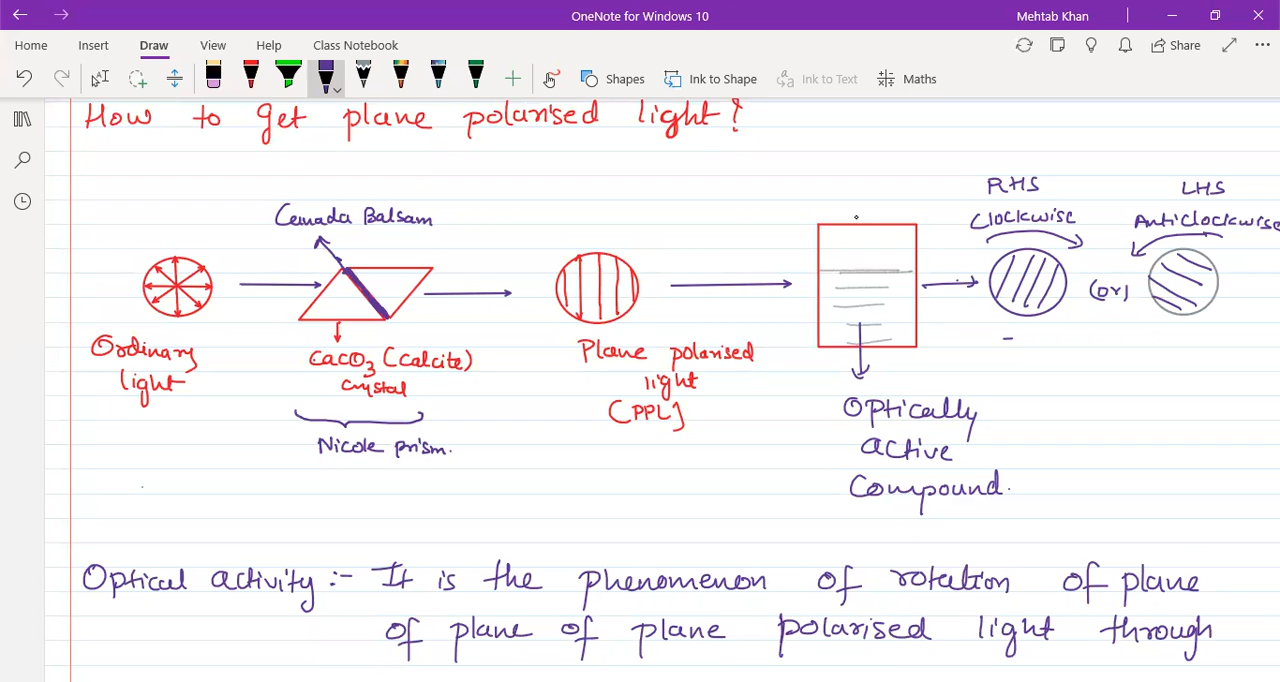 OneNote for Windows 10
Mehtab Khan
Home Insert Draw View Help Class Notebook
Share
Shapes Ink to Shape Ink to Text Maths
How to get plane polarised light?
RHS LHS
Cemada Balsam
Clockwise Anticlockwise
(or)
Ordinary
light
CaCO3 (Calcite)
crystal
Plane polarised
light
(PPL]
Nicole prism.
Optically
active
Compound.
Optical activity :- It is the phenomenon of rotation of plane
of plane of plane polarised light through